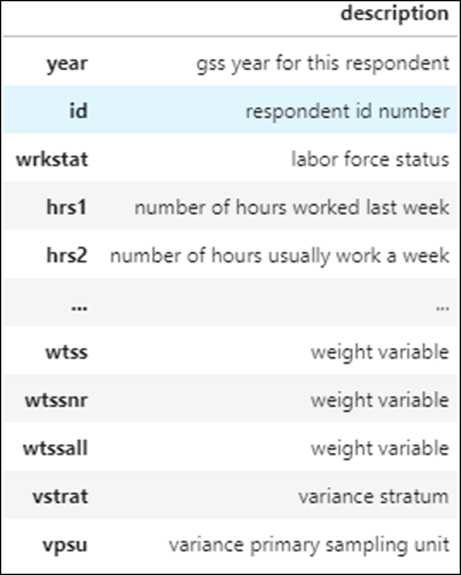 description
year gss year for this respondent
id respondent id number
wrkstat labor force status
hrs1 number of hours worked last week
hrs2 number of hours usually work a week
... ...
wtss weight variable
wtssnr weight variable
wtssall weight variable
vstrat variance stratum
vpsu variance primary sampling unit